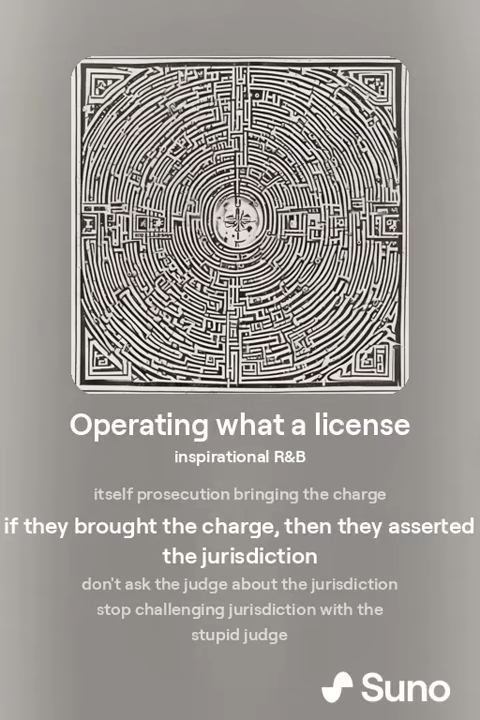 Operating what a license
inspirational R&B
itself prosecution bringing the charge
if they brought the charge, then they asserted
the jurisdiction
don't ask the judge about the jurisdiction
stop challenging jurisdiction with the
stupid judge
Suno